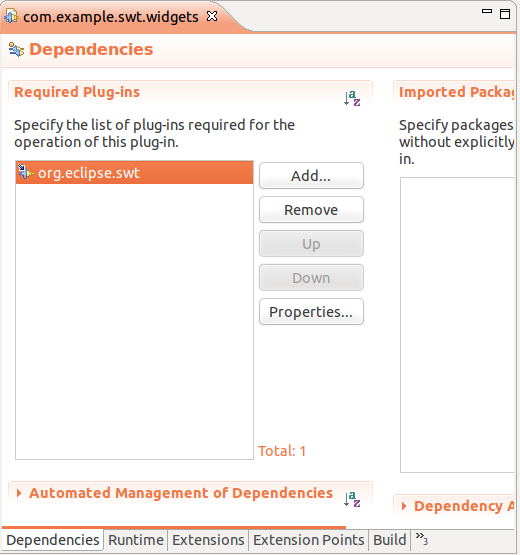 com.example.swt.widgets
Dependencies
Required Plug-ins
a
z
Specify the list of plug-ins required for the
operation of this plug-in.
org.eclipse.swt
Add...
Remove
Up
Down
Properties...
Total: 1
Automated Management of Dependencies
a
z
Imported Packag
Specify packages
without explicitly
in.
Dependency A
Dependencies Runtime Extensions Extension Points Build »3